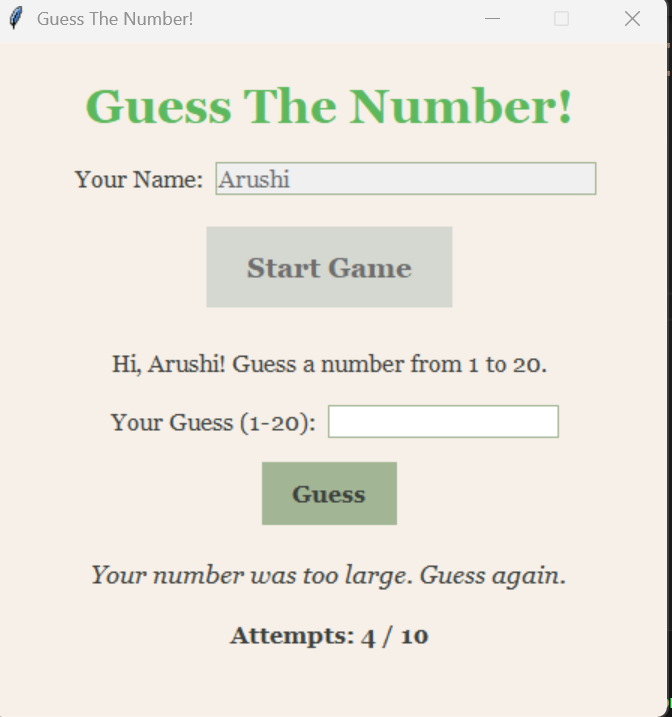 Guess The Number!
Guess The Number!
Your Name: Arushi
Start Game
Hi, Arushi! Guess a number from 1 to 20.
Your Guess (1-20):
Guess
Your number was too large. Guess again.
Attempts: 4 / 10